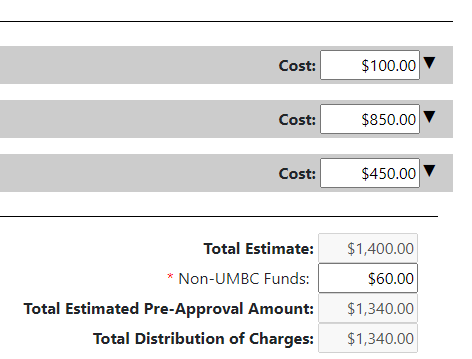 Cost: $100.00 ▼
Cost: $850.00 ▼
Cost: $450.00 ▼
Total Estimate: $1,400.00
* Non-UMBC Funds: $60.00
Total Estimated Pre-Approval Amount: $1,340.00
Total Distribution of Charges: $1,340.00